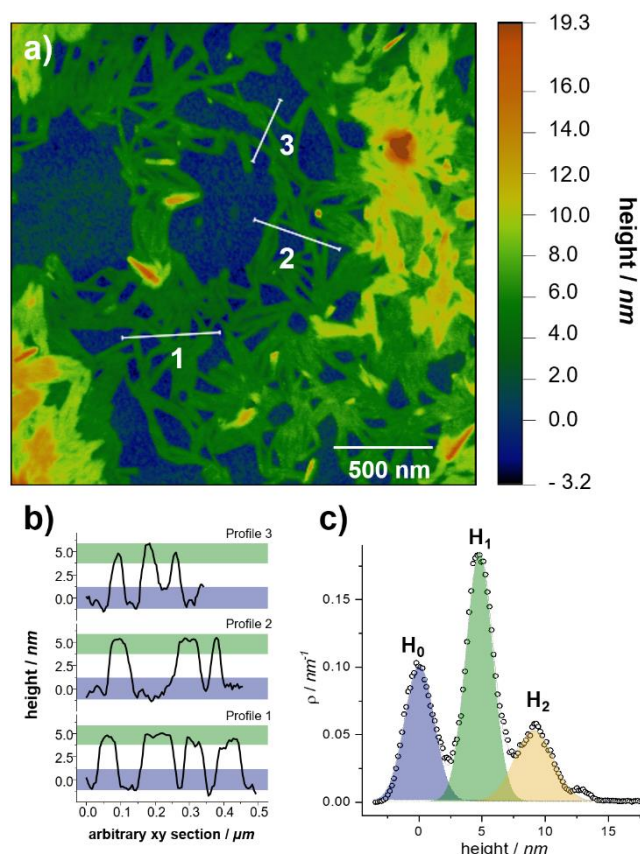 a)
3
2
1
500 nm
19.3
16.0
14.0
12.0
10.0
8.0
6.0
4.0
2.0
0.0
- 3.2
height / nm
b)
Profile 3
5.0
2.5
0.0
Profile 2
5.0
2.5
0.0
Profile 1
5.0
2.5
0.0
0.0 0.1 0.2 0.3 0.4 0.5
height / nm
arbitrary xy section / µm
c)
H₀
H₁
H₂
0.15
0.10
0.05
0.00
ρ / nm⁻¹
0 5 10 15
height / nm